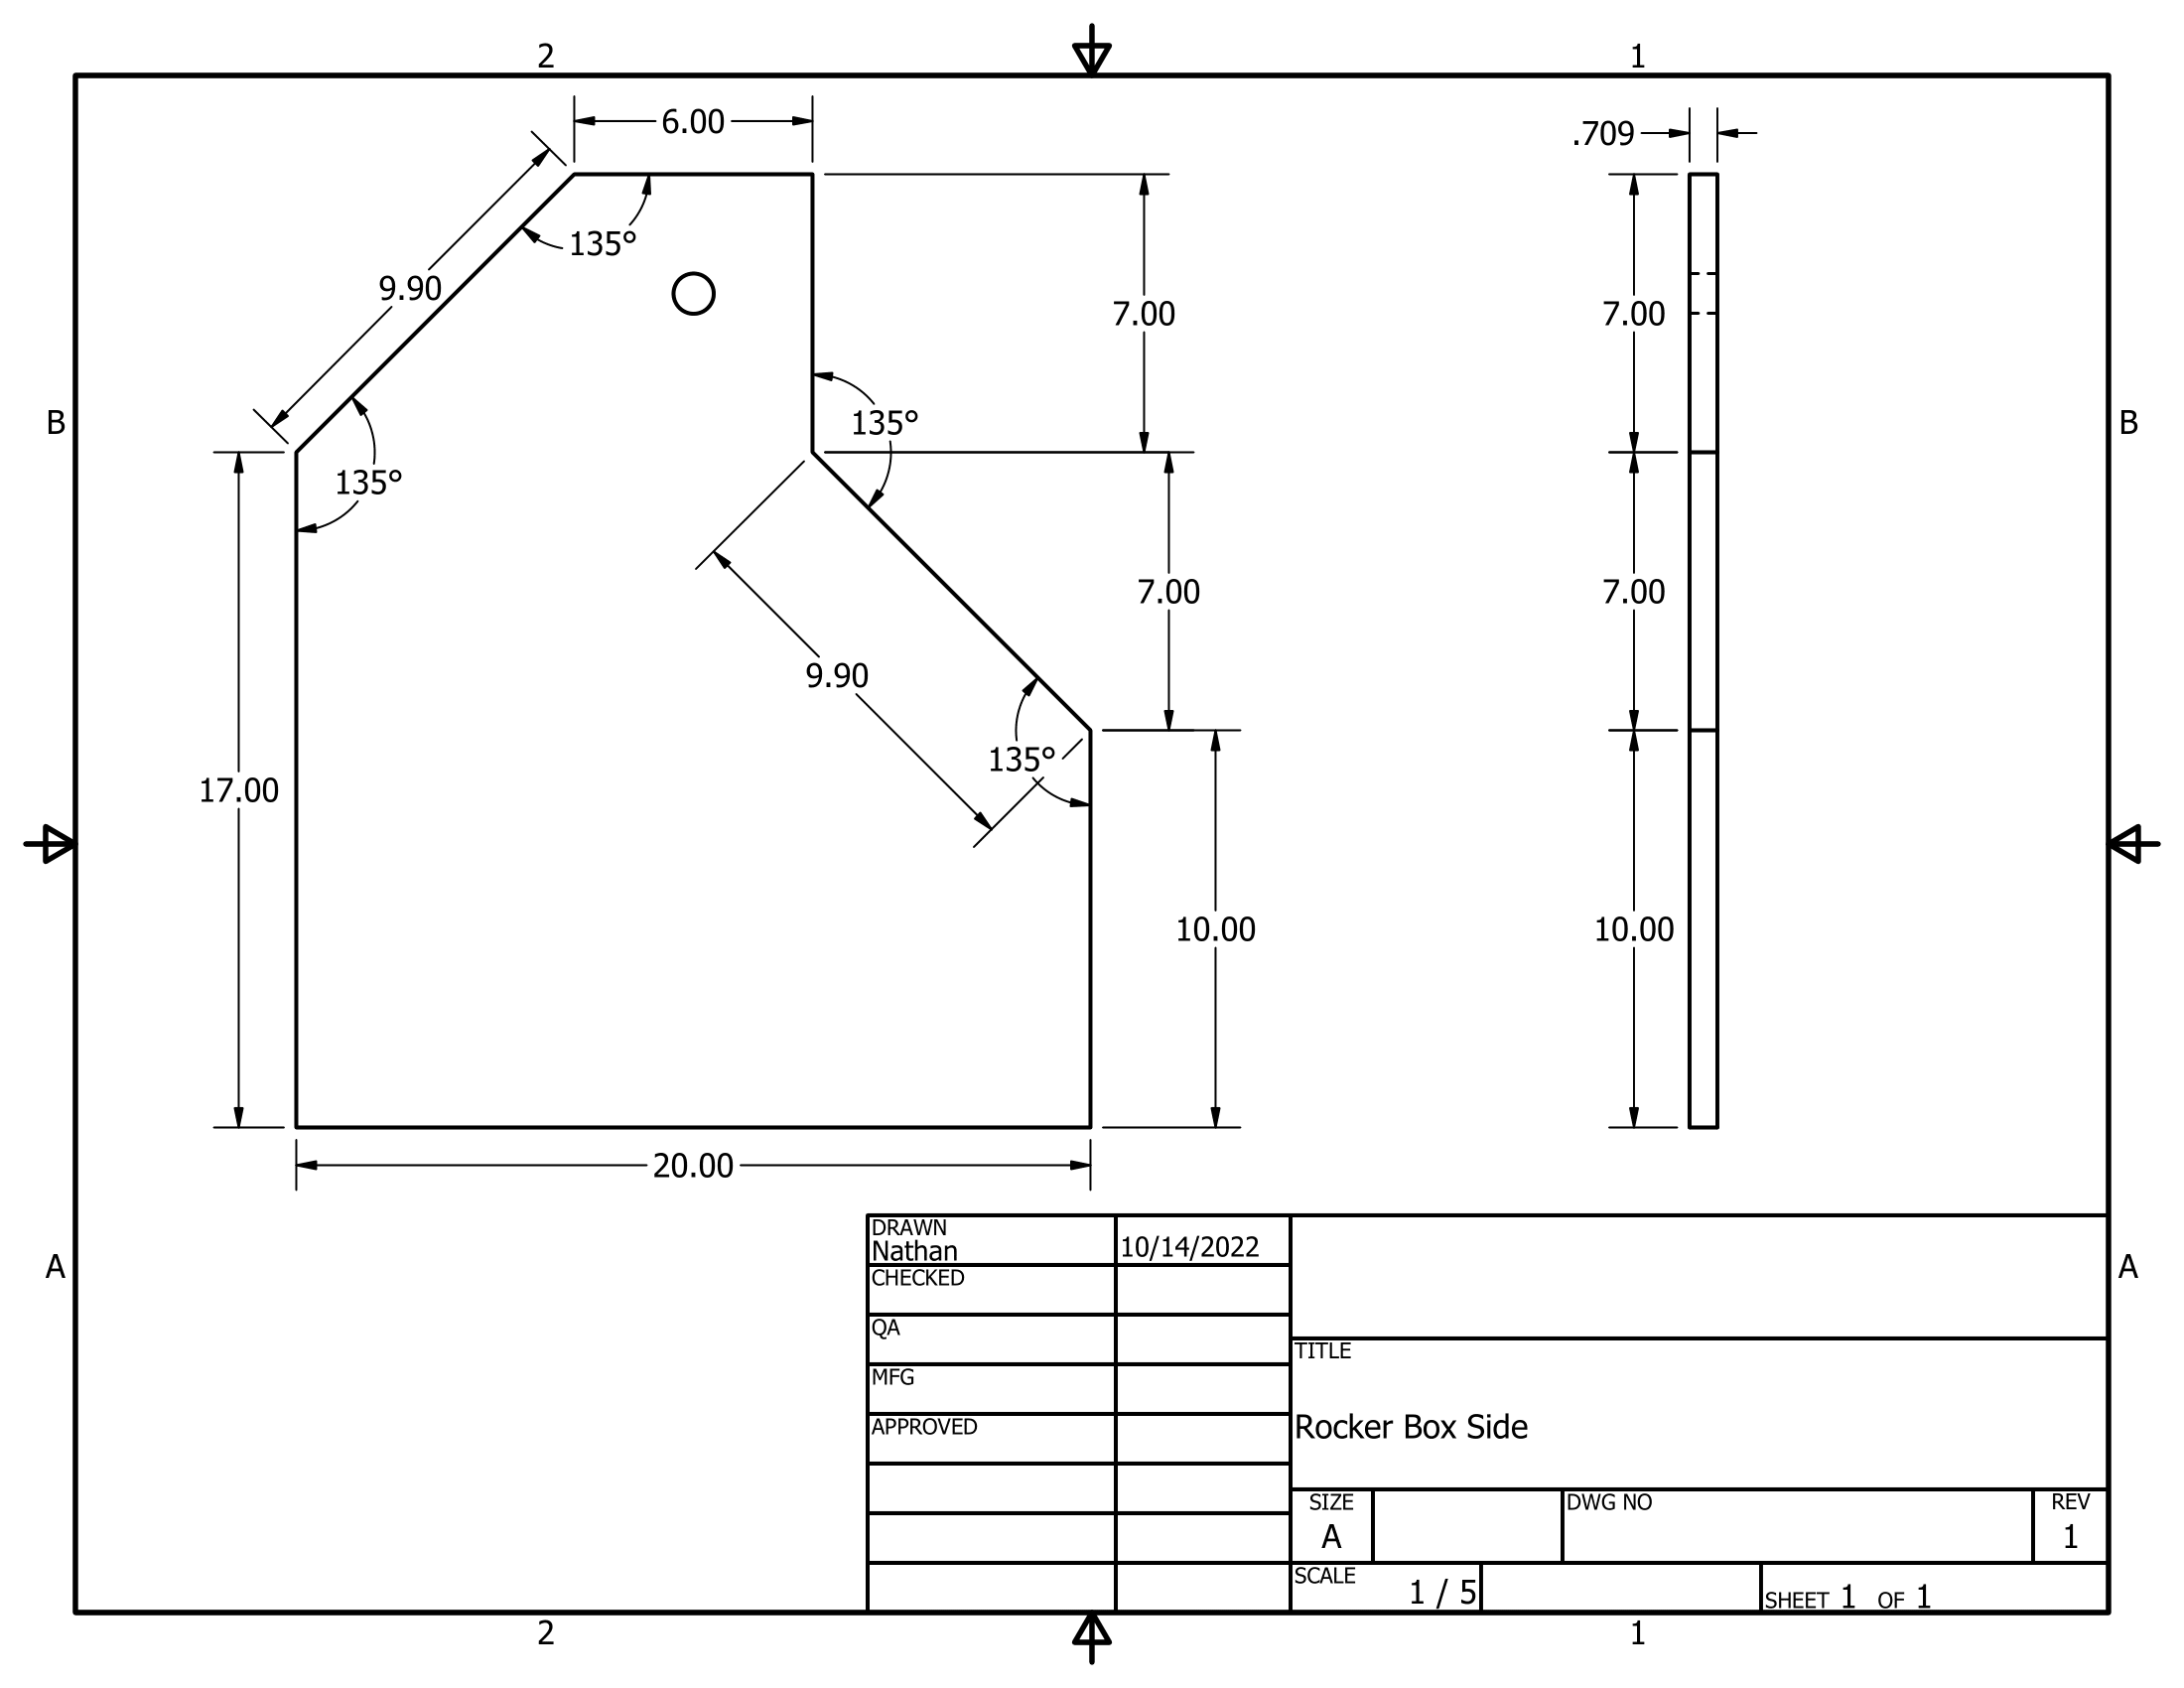 2
1
6.00
.709
135°
9.90
7.00
7.00
B
135°
B
135°
7.00
7.00
9.90
135°
17.00
10.00
10.00
20.00
DRAWN
Nathan
10/14/2022
CHECKED
QA
MFG
APPROVED
TITLE
Rocker Box Side
SIZE
A
DWG NO
REV
1
SCALE
1 / 5
SHEET 1 OF 1
A
A
2
1